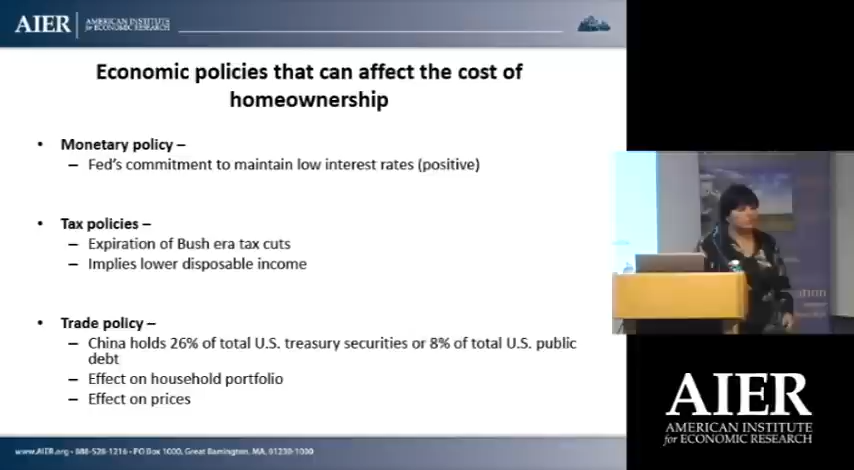 AIER AMERICAN INSTITUTE
for ECONOMIC RESEARCH
Economic policies that can affect the cost of
homeownership
• Monetary policy –
– Fed's commitment to maintain low interest rates (positive)
• Tax policies –
– Expiration of Bush era tax cuts
– Implies lower disposable income
• Trade policy –
– China holds 26% of total U.S. treasury securities or 8% of total U.S. public
debt
– Effect on household portfolio
– Effect on prices
www.AIER.org • 888-528-1216 • PO Box 1000, Great Barrington, MA, 01230-1000
AIER
AMERICAN INSTITUTE
for ECONOMIC RESEARCH